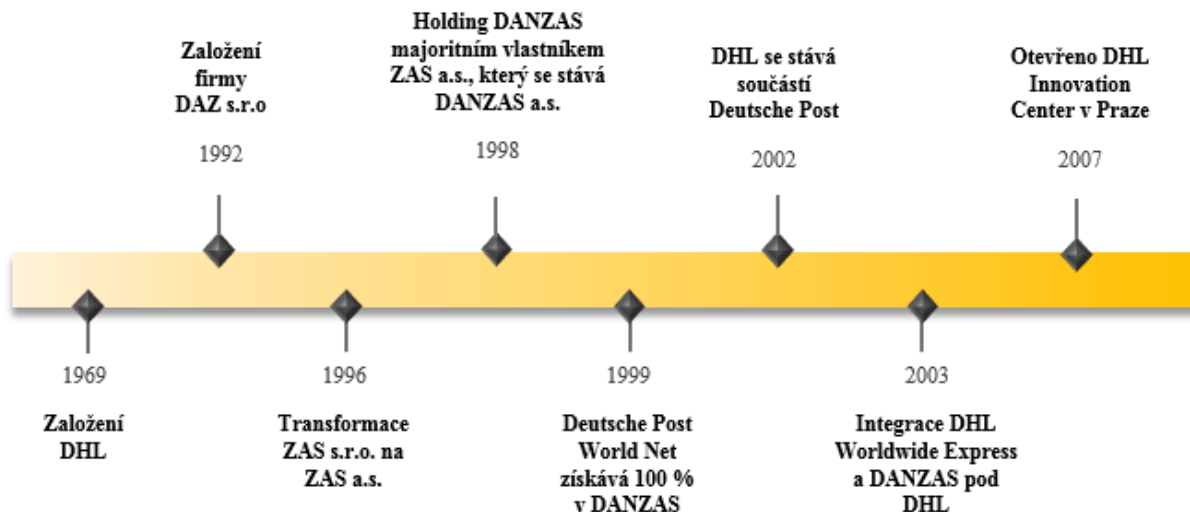 Založení
firmy
DAZ s.r.o
1992
Holding DANZAS
majoritním vlastníkem
ZAS a.s., který se stává
DANZAS a.s.
1998
DHL se stává
součástí
Deutsche Post
2002
Otevřeno DHL
Innovation
Center v Praze
2007
1969
Založení
DHL
1996
Transformace
ZAS s.r.o. na
ZAS a.s.
1999
Deutsche Post
World Net
získává 100 %
v DANZAS
2003
Integrace DHL
Worldwide Express
a DANZAS pod
DHL